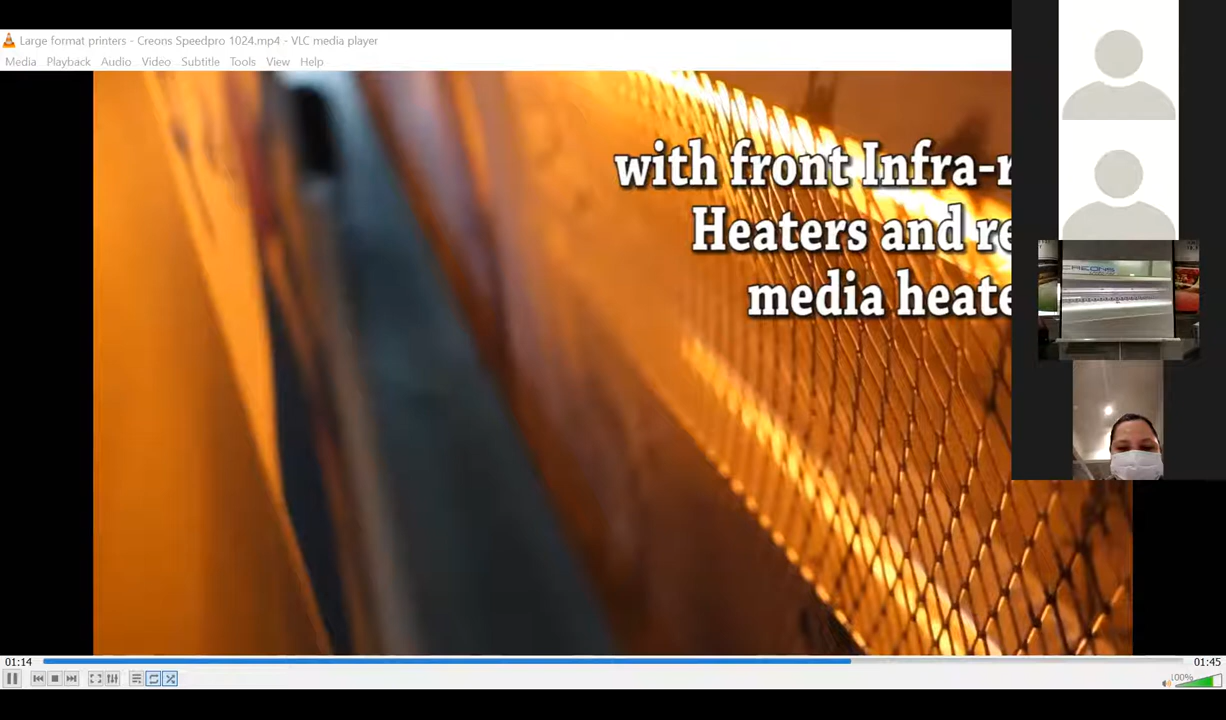 Large format printers - Creons Speedpro 1024.mp4 - VLC media player
Media Playback Audio Video Subtitle Tools View Help
with front Infra-r
Heaters and re
media heate
CREONS
01:14
01:45
100%